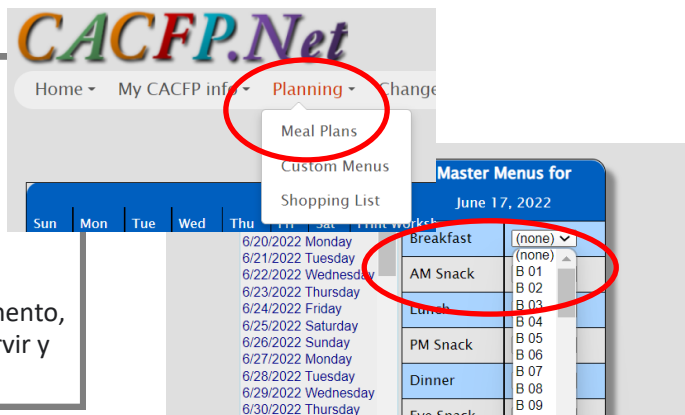 CACFP.Net
Home My CACFP info Planning Change
Meal Plans
Custom Menus
Shopping List
Master Menus for
June 17, 2022
Sun Mon Tue Wed Thu Fri Sat Print Worksh
6/20/2022 Monday
6/21/2022 Tuesday
6/22/2022 Wednesday
6/23/2022 Thursday
6/24/2022 Friday
6/25/2022 Saturday
6/26/2022 Sunday
6/27/2022 Monday
6/28/2022 Tuesday
6/29/2022 Wednesday
6/30/2022 Thursday
Breakfast (none)
AM Snack
Lunch
PM Snack
Dinner
Eve Snack
(none)
B 01
B 02
B 03
B 04
B 05
B 06
B 07
B 08
B 09
mento,
rvir y